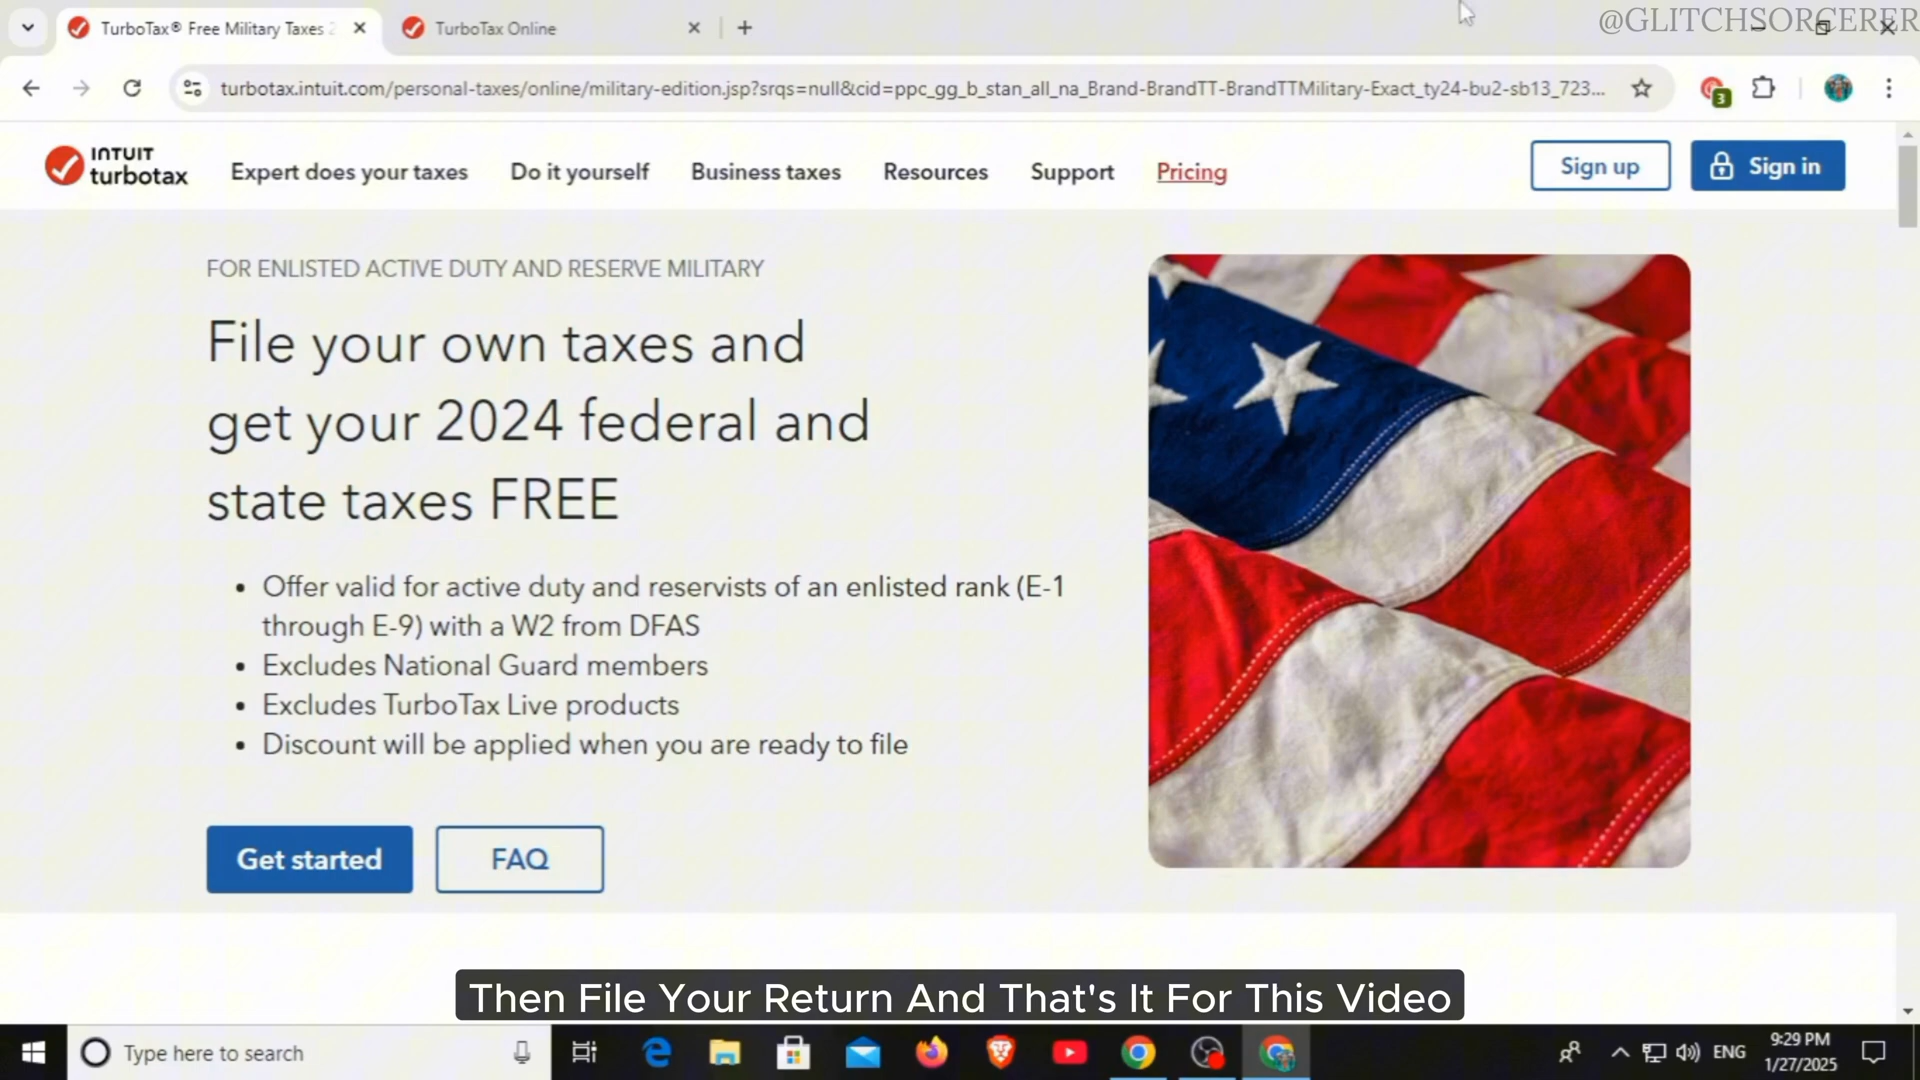 TurboTax® Free Military Taxes 2
TurboTax Online
@GLITCHSORCERER
turbotax.intuit.com/personal-taxes/online/military-edition.jsp?srqs=null&cid=ppc_gg_b_stan_all_na_Brand-BrandTT-BrandTTMilitary-Exact_ty24-bu2-sb13_723...
3
INTUIT
turbotax
Expert does your taxes
Do it yourself
Business taxes
Resources
Support
Pricing
Sign up
Sign in
FOR ENLISTED ACTIVE DUTY AND RESERVE MILITARY
File your own taxes and
get your 2024 federal and
state taxes FREE
• Offer valid for active duty and reservists of an enlisted rank (E-1
through E-9) with a W2 from DFAS
• Excludes National Guard members
• Excludes TurboTax Live products
• Discount will be applied when you are ready to file
Get started
FAQ
Then File Your Return And That's It For This Video
Type here to search
ENG
9:29 PM
1/27/2025